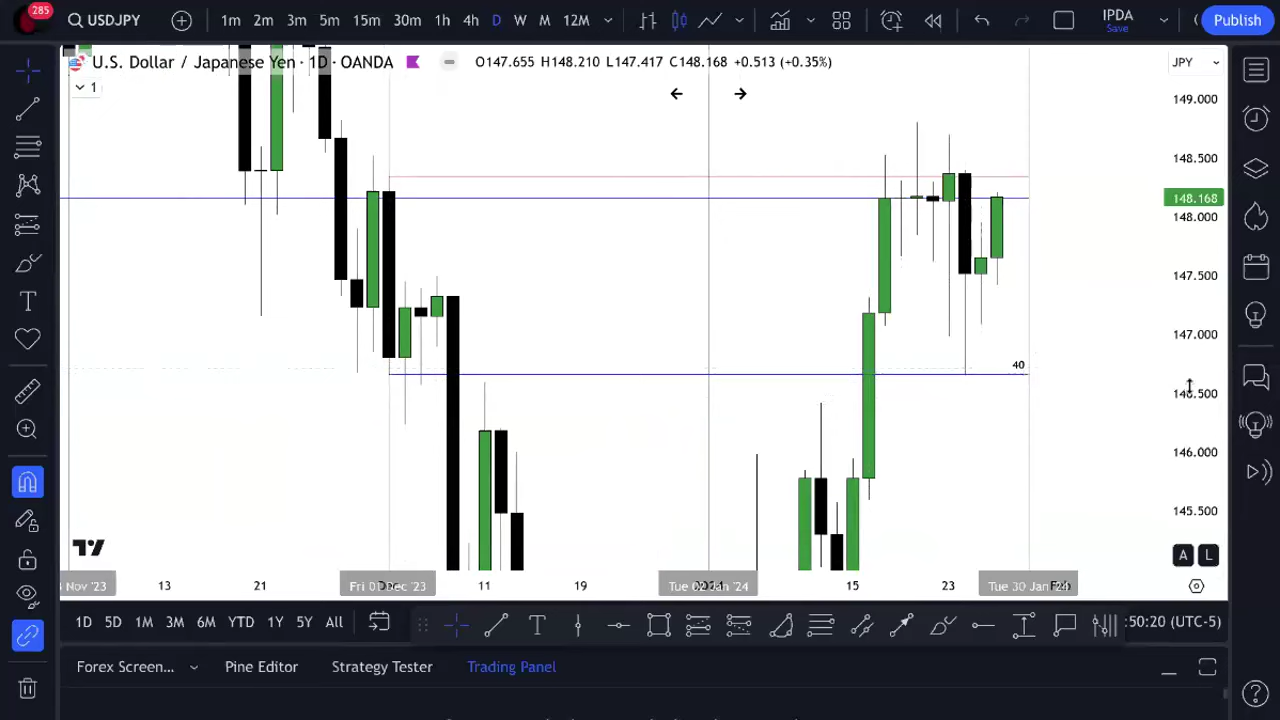 285
USDJPY
1m 2m 3m 5m 15m 30m 1h 4h D W M 12M
IPDA
Save
Publish
U.S. Dollar / Japanese Yen · 1D · OANDA
O147.655 H148.210 L147.417 C148.168 +0.513 (+0.35%)
JPY
1
149.000
148.500
148.168
148.000
147.500
147.000
40
146.500
146.000
145.500
A L
Nov '23 13 21 Fri 01 Dec '23 11 19 Tue 02 Jan '24 15 23 Tue 30 Jan '24
1D 5D 1M 3M 6M YTD 1Y 5Y All
:50:20 (UTC-5)
Forex Screen... Pine Editor Strategy Tester Trading Panel